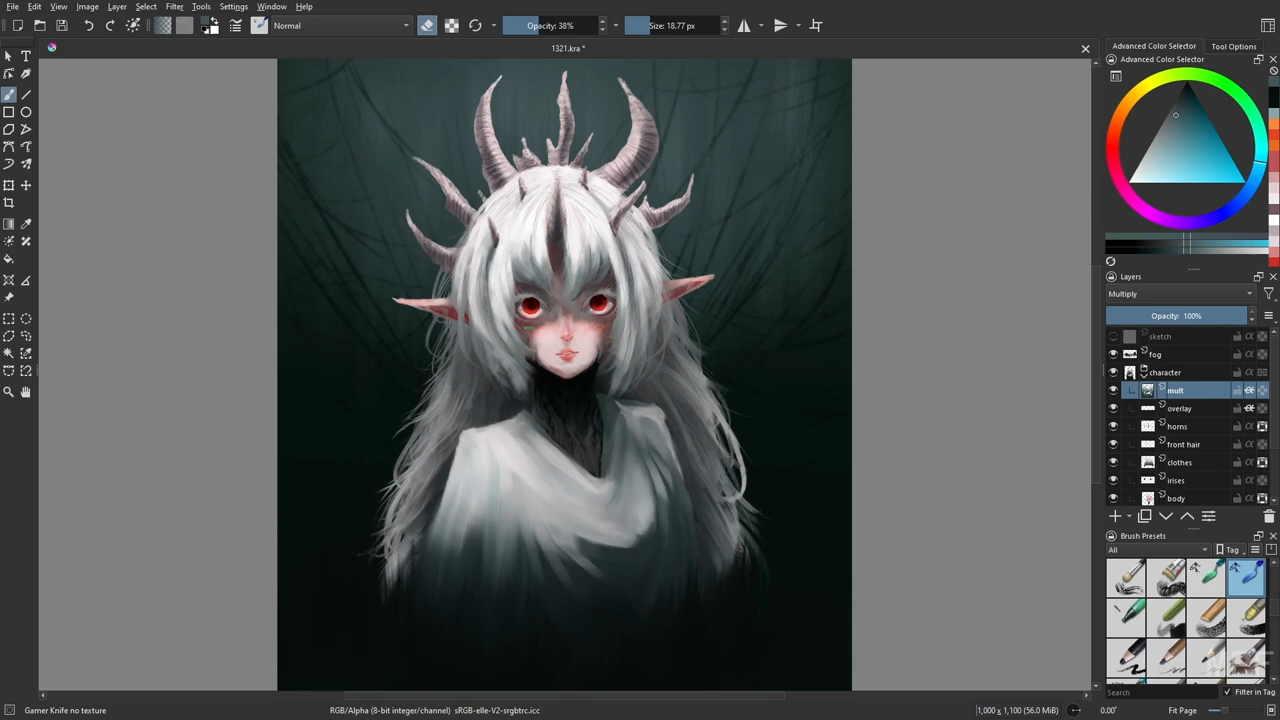 File Edit View Image Layer Select Filter Tools Settings Window Help
Normal
Opacity: 38%
Size: 18.77 px
1321.kra *
Advanced Color Selector Tool Options
Advanced Color Selector
Layers
Multiply
Opacity: 100%
sketch
fog
character
mult
overlay
horns
front hair
clothes
irises
body
Brush Presets
All
Tag
Search
Filter in Tag
Gamer Knife no texture
RGB/Alpha (8-bit integer/channel) sRGB-elle-V2-srgbtrc.icc
1,000 x 1,100 (56.0 MiB)
0.00°
Fit Page